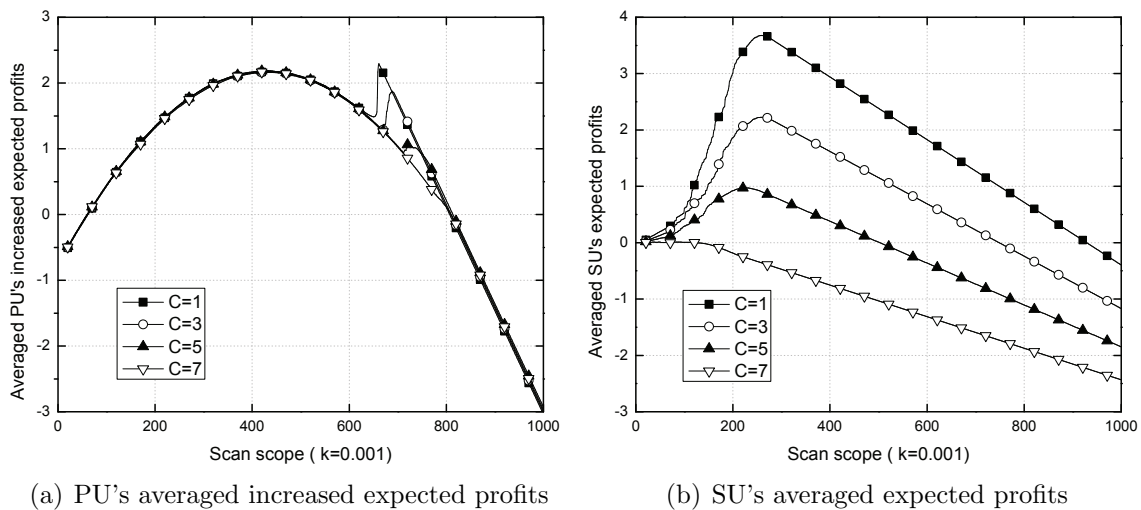 3
2
1
0
-1
-2
-3
Averaged PU's increased expected profits
C=1
C=3
C=5
C=7
0 200 400 600 800 1000
Scan scope ( k=0.001)
(a) PU's averaged increased expected profits
4
3
2
1
0
-1
-2
-3
Averaged SU's expected profits
C=1
C=3
C=5
C=7
0 200 400 600 800 1000
Scan scope ( k=0.001)
(b) SU's averaged expected profits